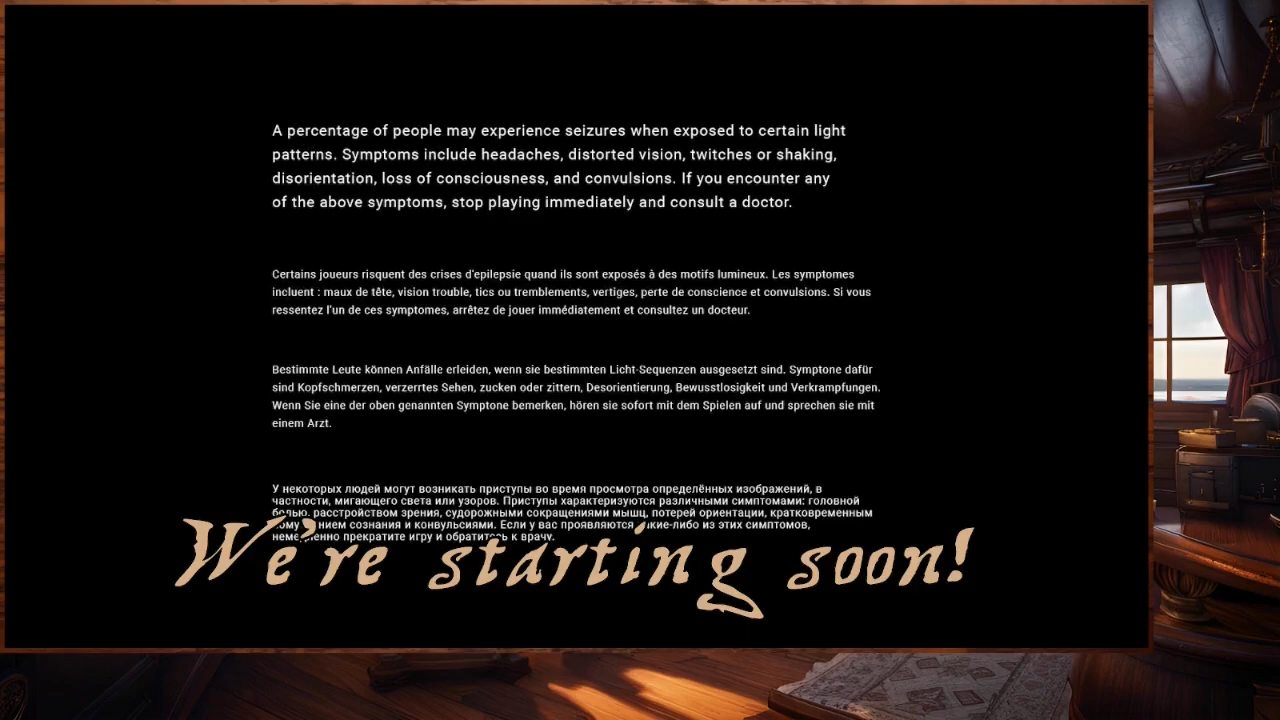 A percentage of people may experience seizures when exposed to certain light
patterns. Symptoms include headaches, distorted vision, twitches or shaking,
disorientation, loss of consciousness, and convulsions. If you encounter any
of the above symptoms, stop playing immediately and consult a doctor.
Certains joueurs risquent des crises d'epilepsie quand ils sont exposés à des motifs lumineux. Les symptomes
incluent : maux de tête, vision trouble, tics ou tremblements, vertiges, perte de conscience et convulsions. Si vous
ressentez l'un de ces symptomes, arrêtez de jouer immédiatement et consultez un docteur.
Bestimmte Leute können Anfälle erleiden, wenn sie bestimmten Licht-Sequenzen ausgesetzt sind. Symptone dafür
sind Kopfschmerzen, verzerrtes Sehen, zucken oder zittern, Desorientierung, Bewusstlosigkeit und Verkrampfungen.
Wenn Sie eine der oben genannten Symptone bemerken, hören sie sofort mit dem Spielen auf und sprechen sie mit
einem Arzt.
У некоторых людей могут возникать приступы во время просмотра определённых изображений, в
частности, мигающего света или узоров. Приступы характеризуются различными симптомами: головной
болью, расстройством зрения, судорожными сокращениями мышц, потерей ориентации, кратковременным
сознания и конвульсиями. Если у вас проявляются из этих симптомов,
прекратите игру и обратитесь к врачу.
We're starting soon!